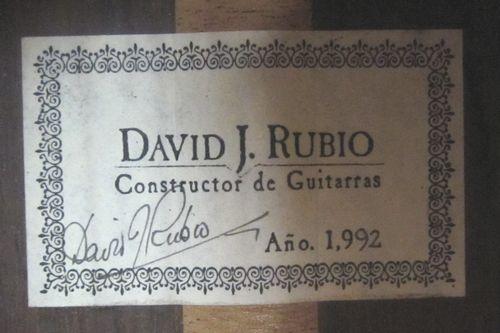 DAVID J. RUBIO
Constructor de Guitarras
David J Rubio
Año. 1,992